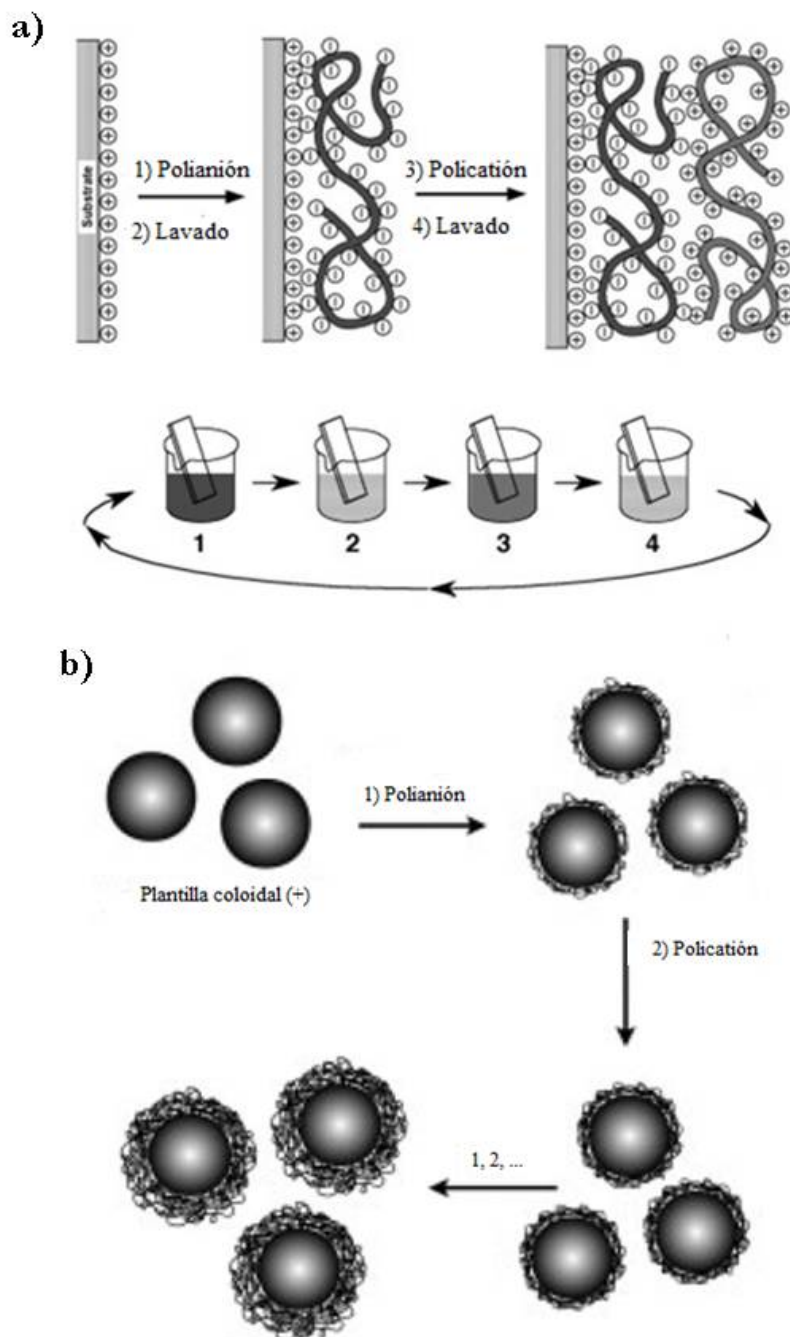 a)
Substrate
1) Polianión
2) Lavado
3) Policatión
4) Lavado
1
2
3
4
b)
1) Polianión
Plantilla coloidal (+)
2) Policatión
1, 2, ...